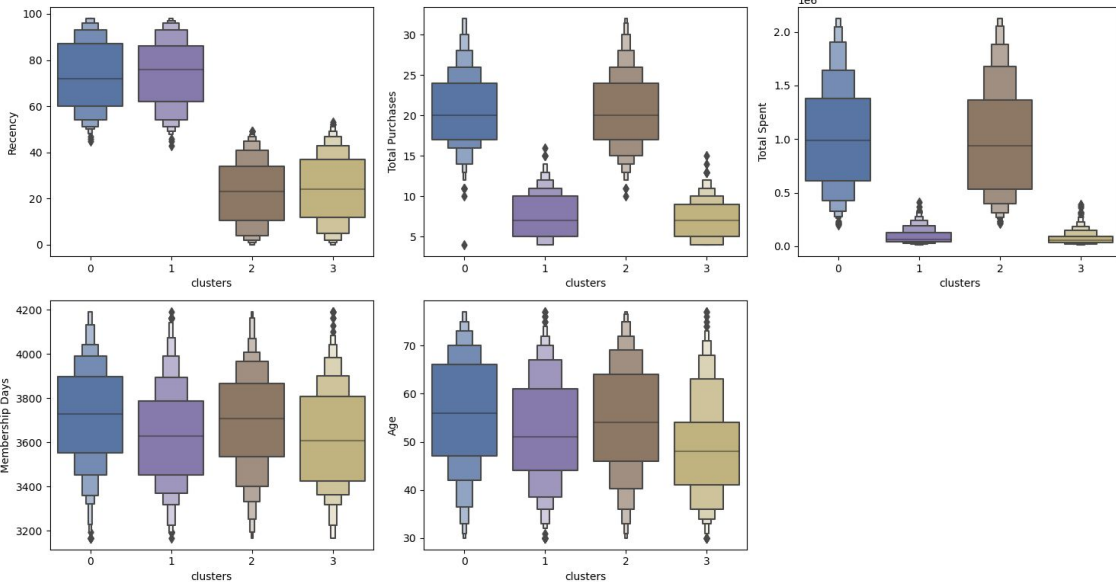 100
80
60
40
20
0
Recency
0 1 2 3
clusters
30
25
20
15
10
5
Total Purchases
0 1 2 3
clusters
1e6
2.0
1.5
1.0
0.5
0.0
Total Spent
0 1 2 3
clusters
4200
4000
3800
3600
3400
3200
Membership Days
0 1 2 3
clusters
70
60
50
40
30
Age
0 1 2 3
clusters